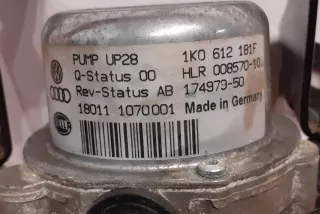 PUMP UP28 1K0 612 181F
Q-Status 00 HLR 008570-10
Rev-Status AB 174973-50
18011 1070001 Made in Germany